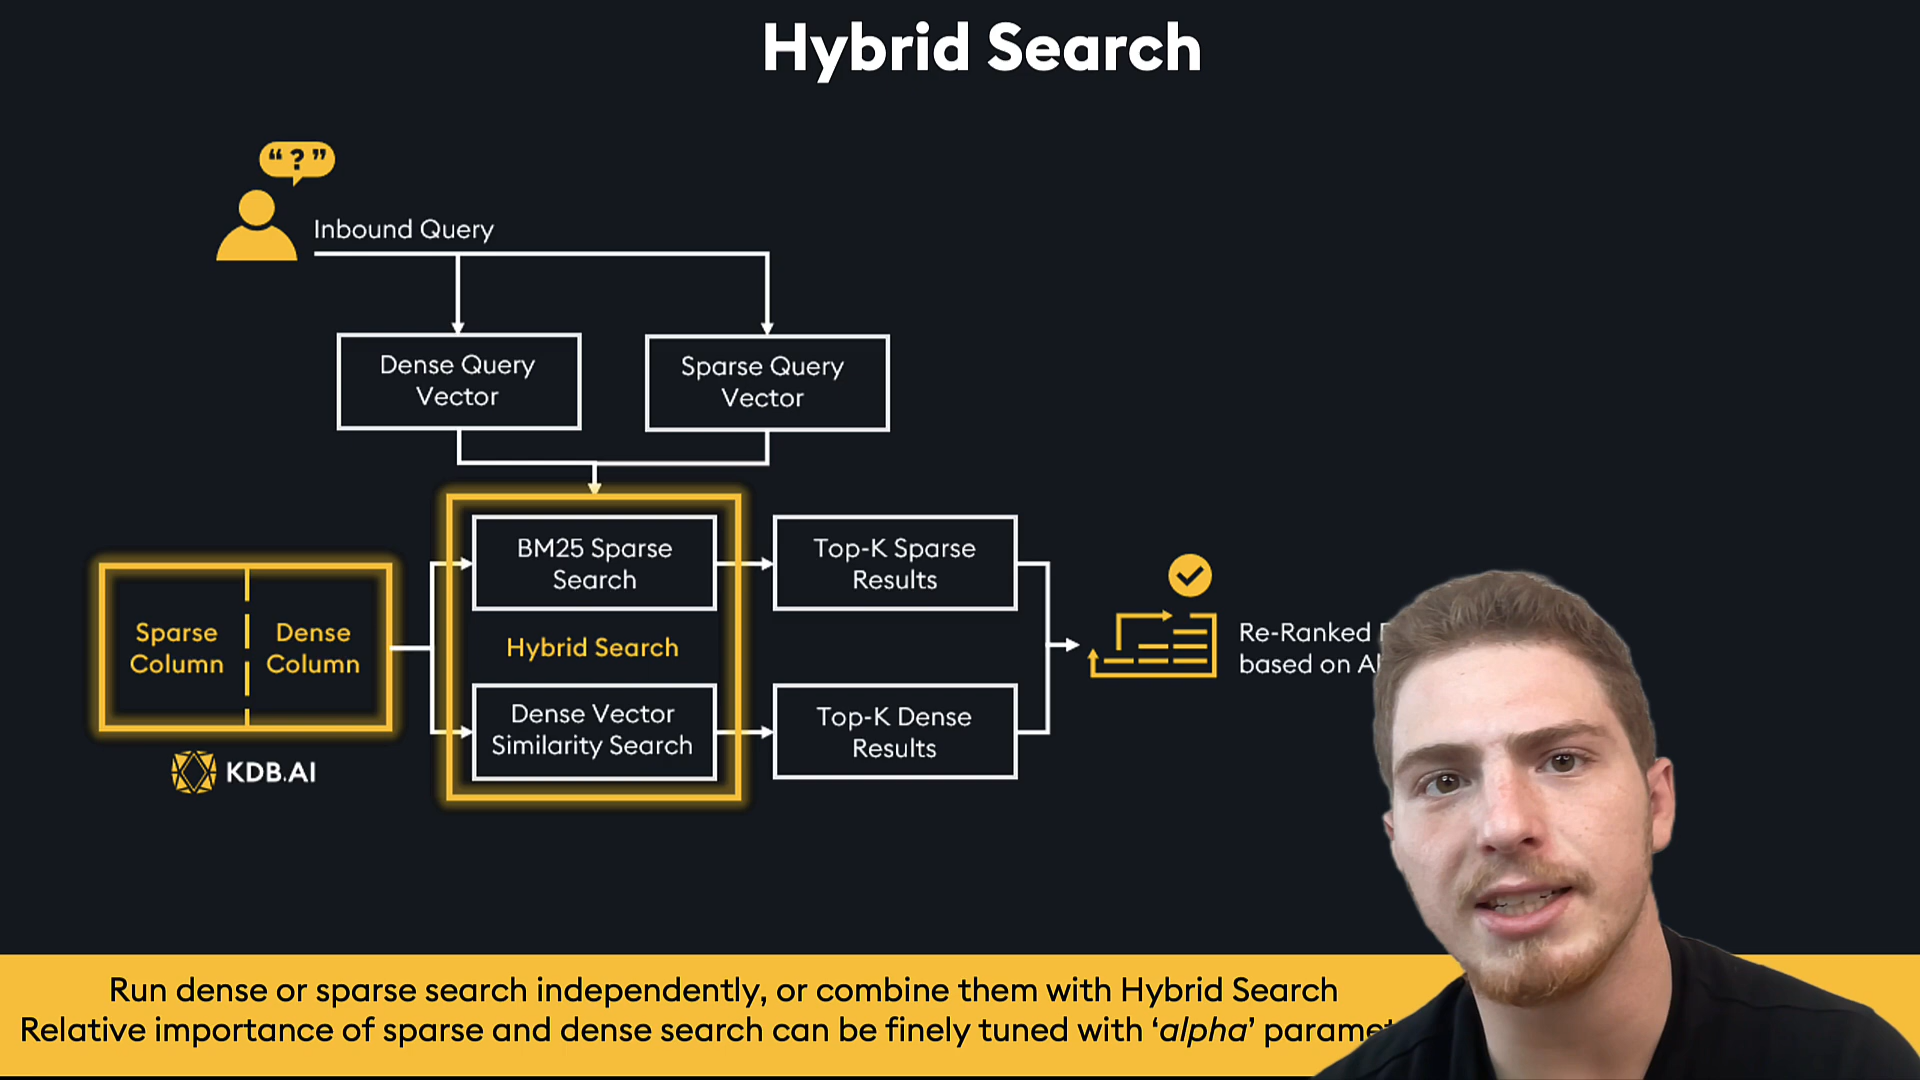 Hybrid Search
“ ? ”
Inbound Query
Dense Query
Vector
Sparse Query
Vector
BM25 Sparse
Search
Top-K Sparse
Results
Sparse
Column
Dense
Column
Hybrid Search
Re-Ranked
based on
Dense Vector
Similarity Search
Top-K Dense
Results
KDB.AI
Run dense or sparse search independently, or combine them with Hybrid Search
Relative importance of sparse and dense search can be finely tuned with ‘alpha’